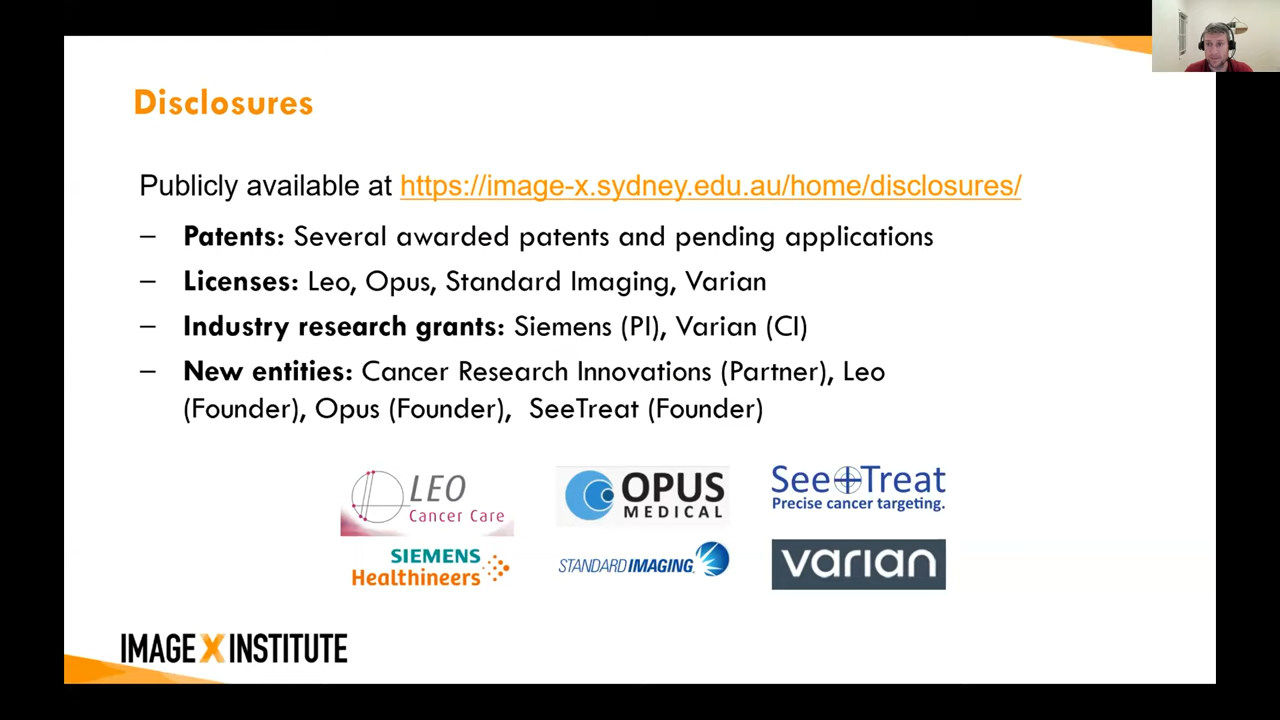 Disclosures
Publicly available at https://image-x.sydney.edu.au/home/disclosures/
– Patents: Several awarded patents and pending applications
– Licenses: Leo, Opus, Standard Imaging, Varian
– Industry research grants: Siemens (PI), Varian (CI)
– New entities: Cancer Research Innovations (Partner), Leo
(Founder), Opus (Founder), SeeTreat (Founder)
LEO
Cancer Care
OPUS
MEDICAL
See Treat
Precise cancer targeting.
SIEMENS
Healthineers
STANDARD IMAGING
varian
IMAGE X INSTITUTE